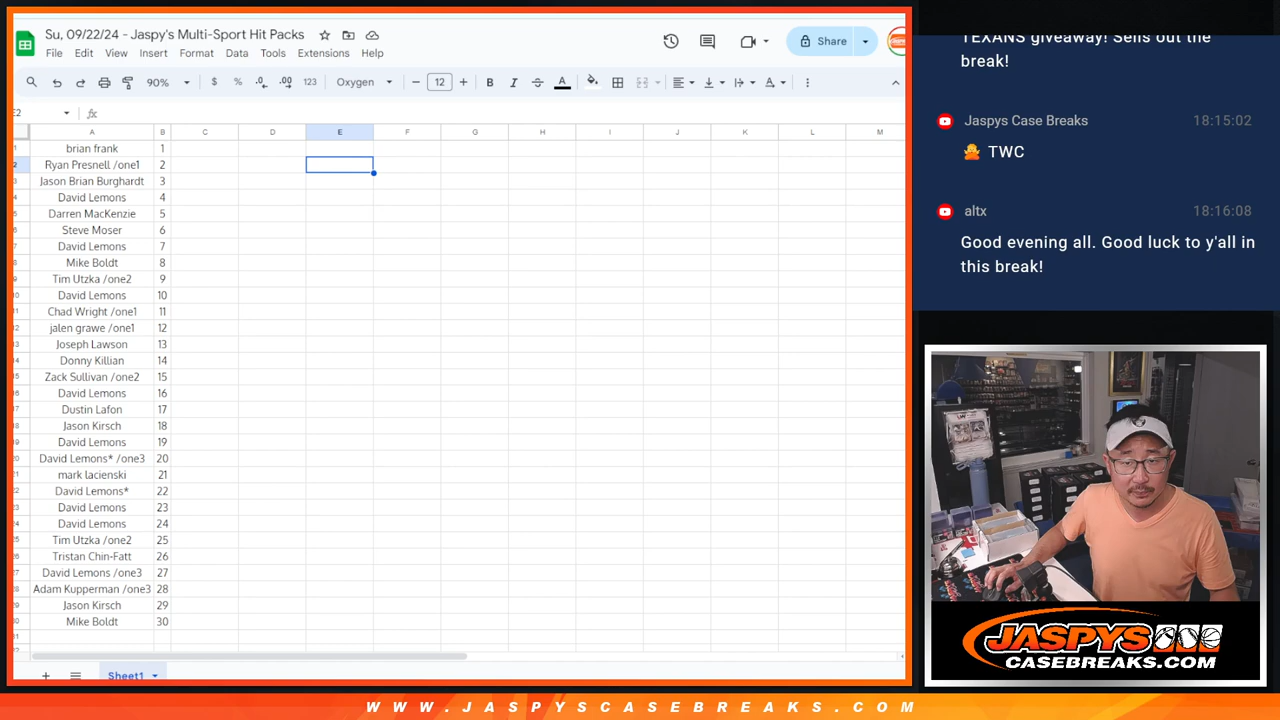 Su, 09/22/24 - Jaspy's Multi-Sport Hit Packs
File Edit View Insert Format Data Tools Extensions Help
Share
90% $ % .0 .00 123 Oxygen 12 B I A
E2 fx
A B C D E F G H I J K L M
brian frank 1
Ryan Presnell /one1 2
Jason Brian Burghardt 3
David Lemons 4
Darren MacKenzie 5
Steve Moser 6
David Lemons 7
Mike Boldt 8
Tim Utzka /one2 9
David Lemons 10
Chad Wright /one1 11
jalen grawe /one1 12
Joseph Lawson 13
Donny Killian 14
Zack Sullivan /one2 15
David Lemons 16
Dustin Lafon 17
Jason Kirsch 18
David Lemons 19
David Lemons* /one3 20
mark lacienski 21
David Lemons* 22
David Lemons 23
David Lemons 24
Tim Utzka /one2 25
Tristan Chin-Fatt 26
David Lemons /one3 27
Adam Kupperman /one3 28
Jason Kirsch 29
Mike Boldt 30
Sheet1
TEXANS giveaway! Sells out the
break!
Jaspys Case Breaks 18:15:02
TWC
altx 18:16:08
Good evening all. Good luck to y'all in
this break!
JASPYS
CASEBREAKS.COM
WWW.JASPYSCASEBREAKS.COM